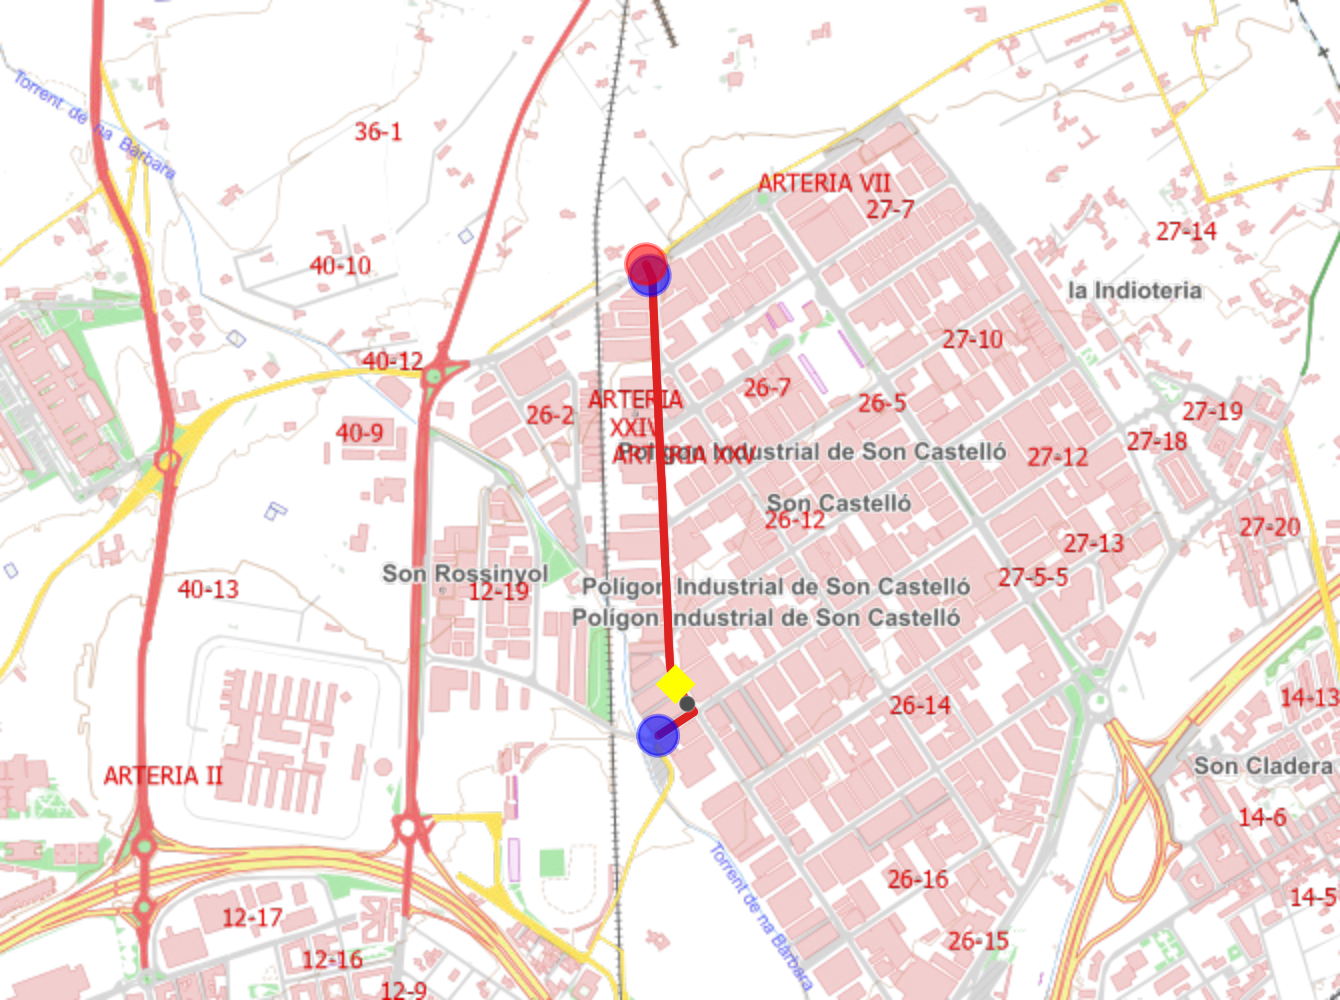 Torrent de na Bàrbara
36-1
ARTERIA VII
27-7
27-14
40-10
la Indioteria
27-10
40-12
26-7
ARTERIA
XXIV
26-5
27-19
26-2
40-9
27-18
ARTERIA XXV
Polígon Industrial de Son Castelló
27-12
Son Castelló
26-12
27-20
27-13
Son Rossinyol
27-5-5
40-13
12-19
Polígon Industrial de Son Castelló
Polígon Industrial de Son Castelló
14-13
26-14
Son Cladera
ARTERIA II
14-6
Torrent de na Bàrbara
26-16
14-5
12-17
26-15
12-16
12-9